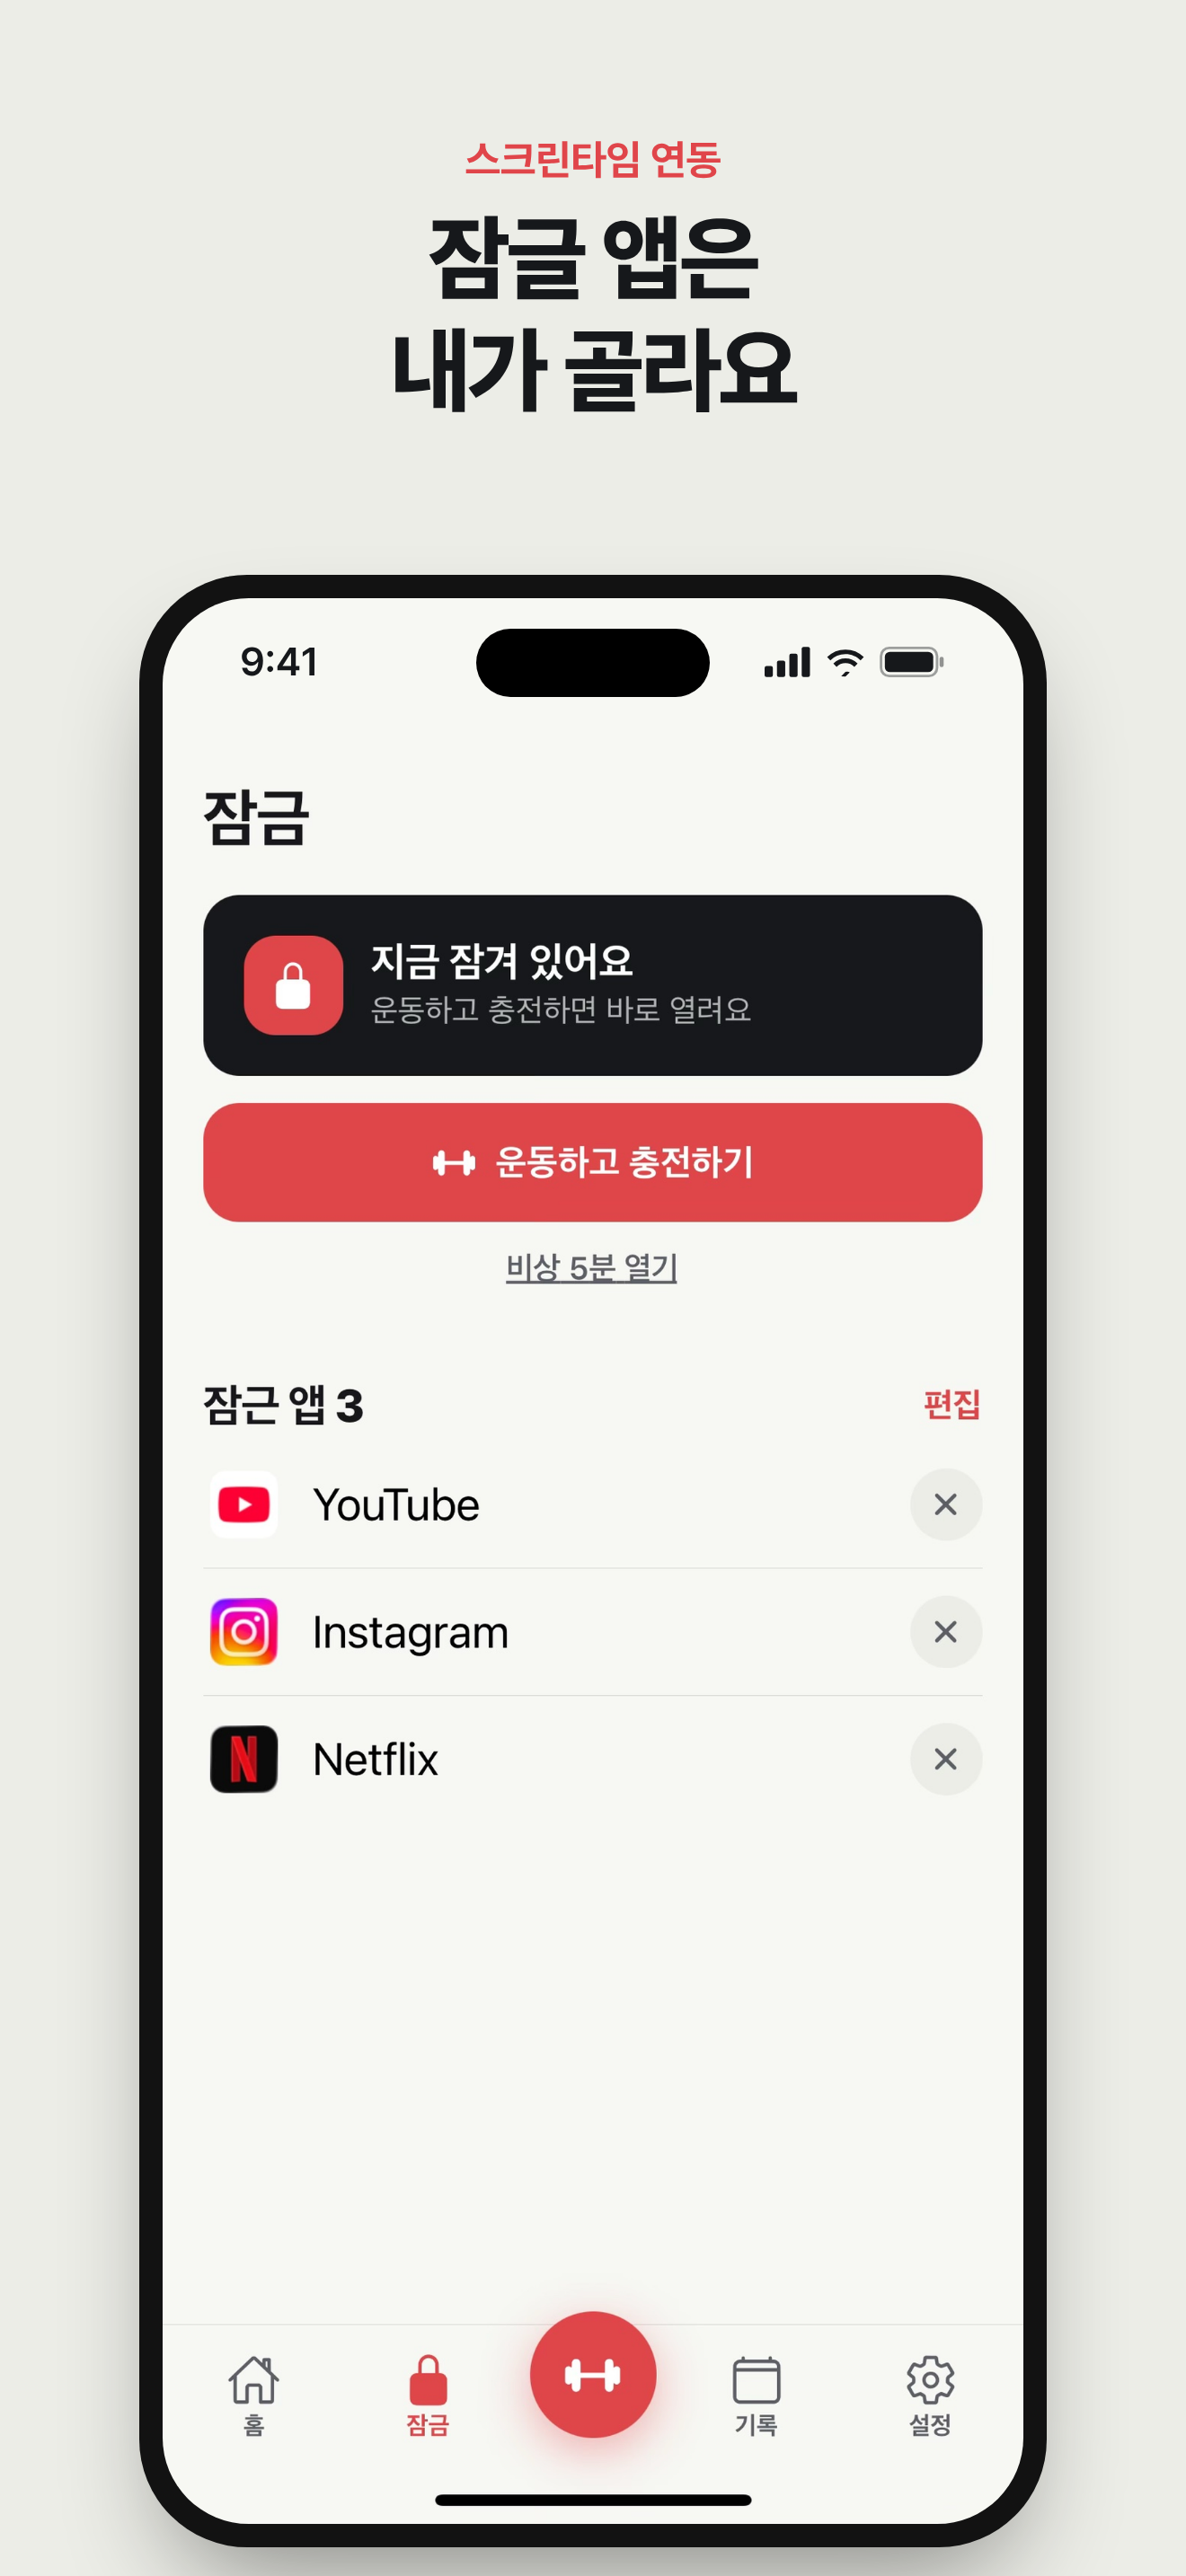 스크린타임 연동
잠글 앱은
내가 골라요
9:41
잠금
지금 잠겨 있어요
운동하고 충전하면 바로 열려요
운동하고 충전하기
비상 5분 열기
잠근 앱 3
편집
YouTube
Instagram
N
Netflix
홈
잠금
기록
설정